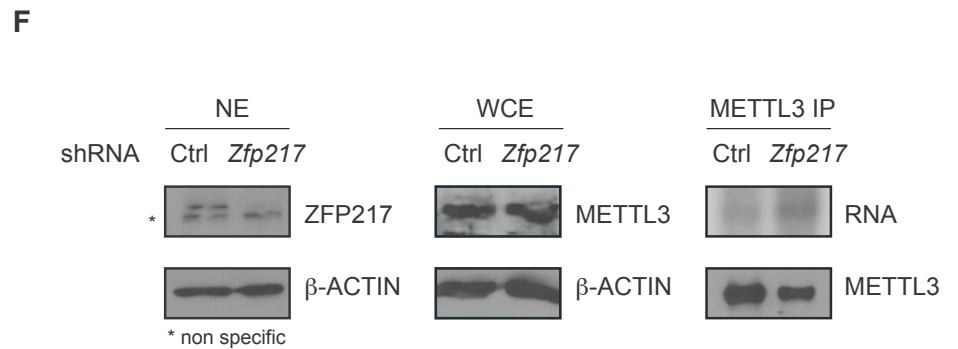 F
NE WCE METTL3 IP
shRNA Ctrl Zfp217 Ctrl Zfp217 Ctrl Zfp217
* ZFP217 METTL3 RNA
β-ACTIN β-ACTIN METTL3
* non specific